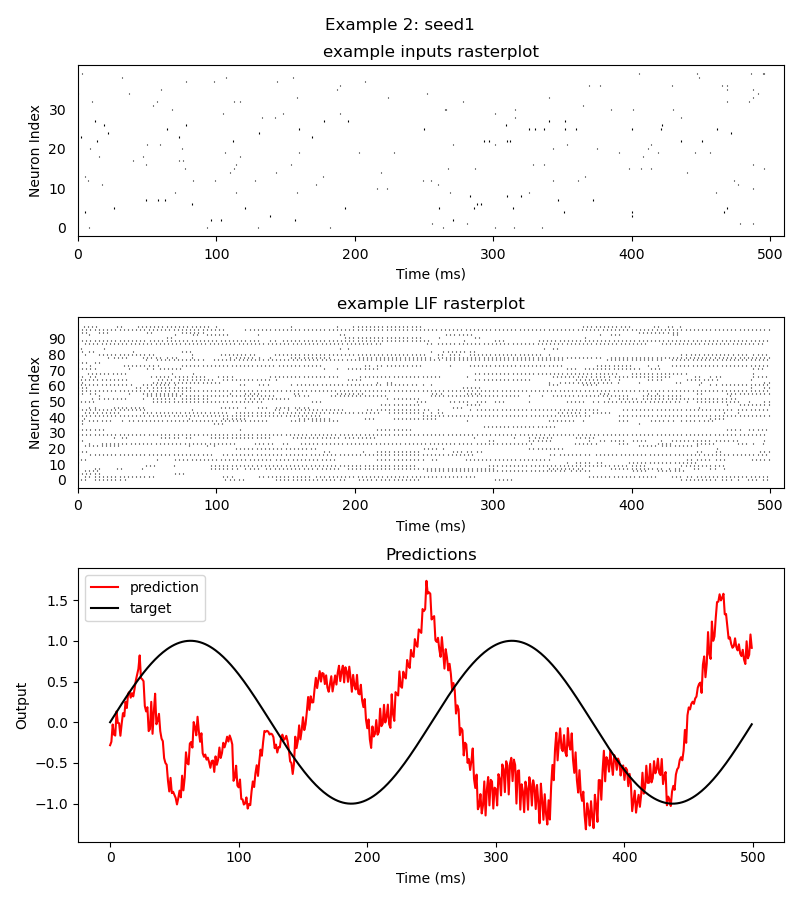 Example 2: seed1
example inputs rasterplot
Neuron Index
30
20
10
0
0 100 200 300 400 500
Time (ms)
example LIF rasterplot
Neuron Index
90
80
70
60
50
40
30
20
10
0
0 100 200 300 400 500
Time (ms)
Predictions
prediction
target
Output
1.5
1.0
0.5
0.0
−0.5
−1.0
0 100 200 300 400 500
Time (ms)